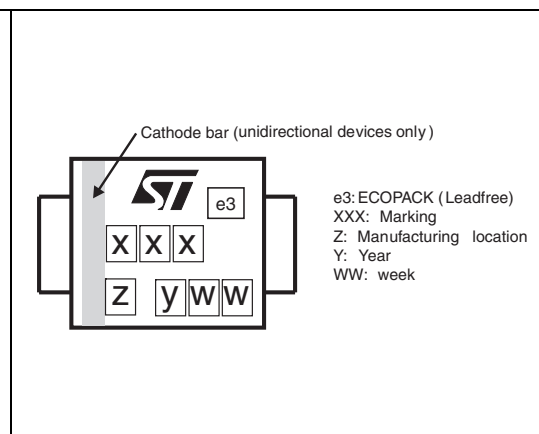 Cathode bar (unidirectional devices only)
ST
e3
x x x
z y w w
e3: ECOPACK (Leadfree)
XXX: Marking
Z: Manufacturing location
Y: Year
WW: week